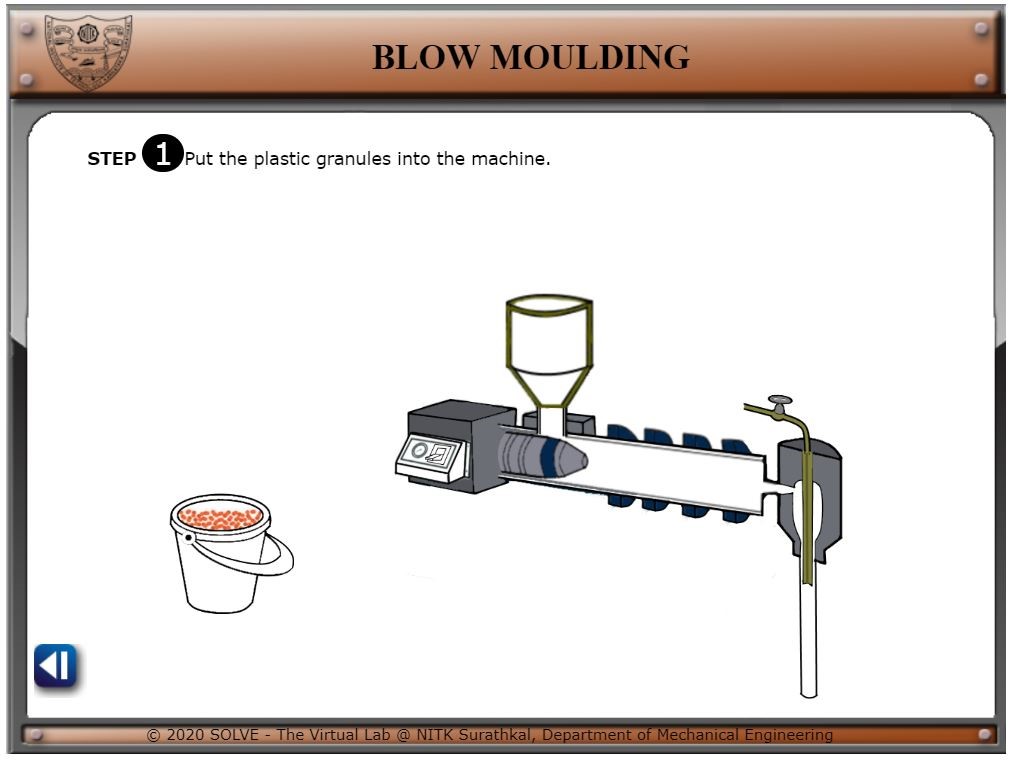 BLOW MOULDING
STEP 1 Put the plastic granules into the machine.
© 2020 SOLVE - The Virtual Lab @ NITK Surathkal, Department of Mechanical Engineering